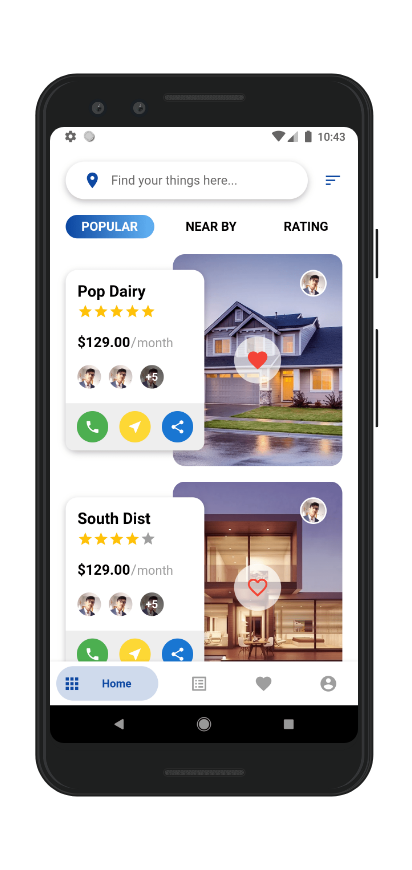 10:43
Find your things here...
POPULAR NEAR BY RATING
Pop Dairy
$129.00/month
+5
South Dist
$129.00/month
+5
Home